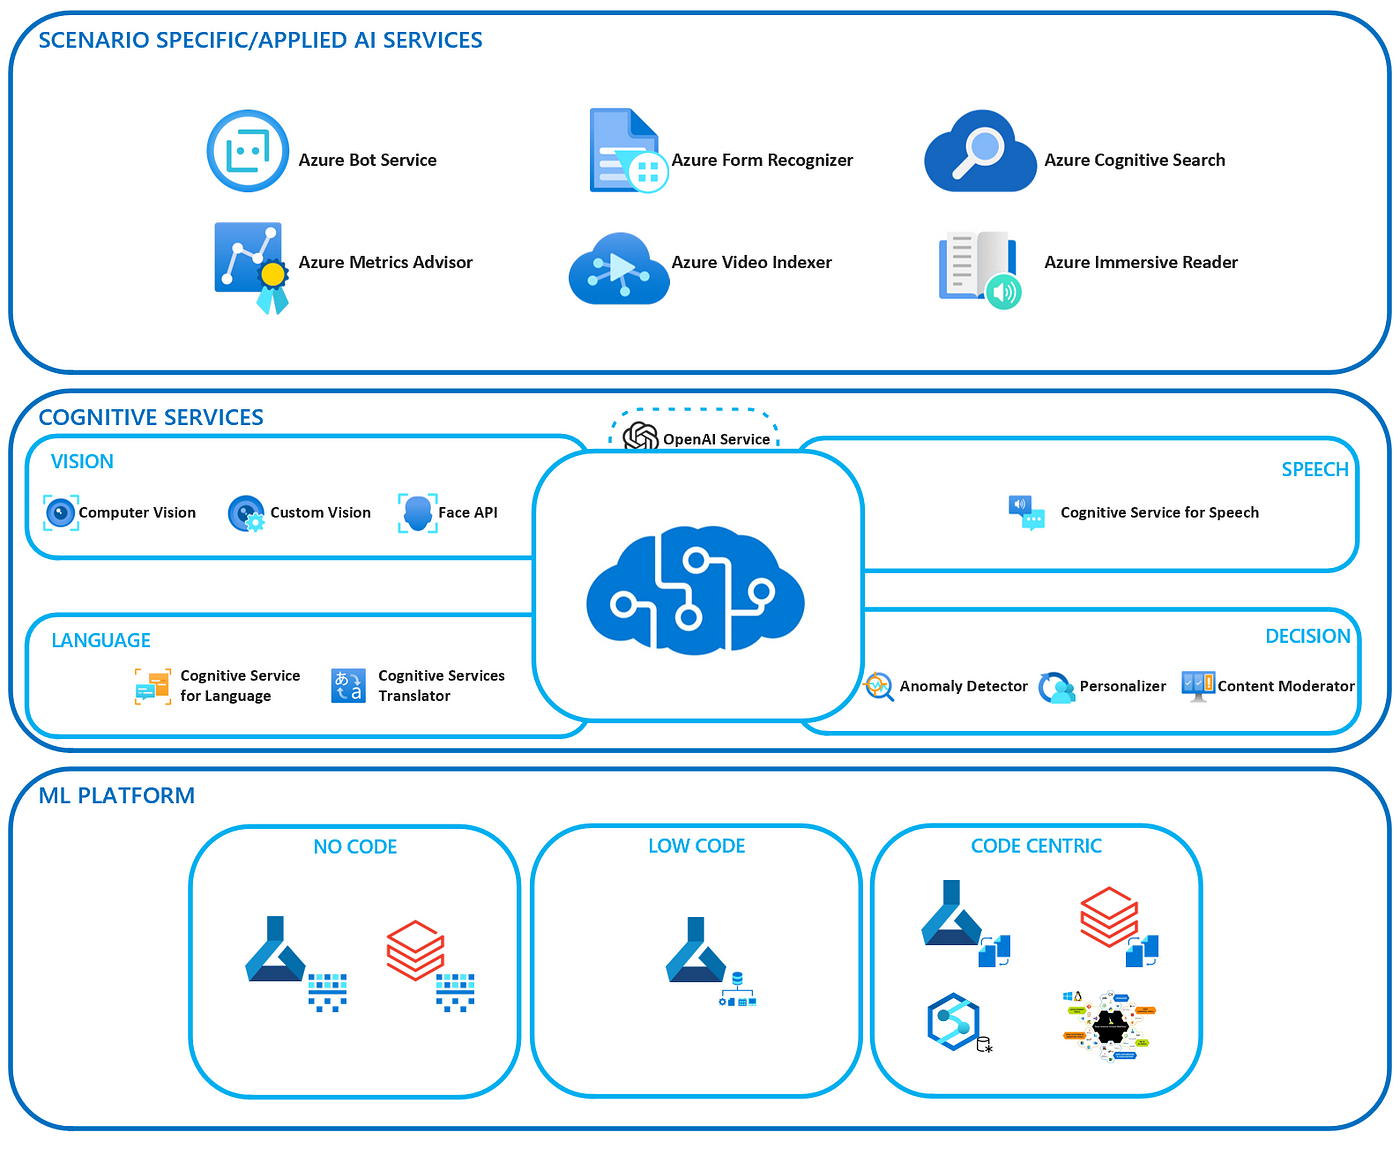 SCENARIO SPECIFIC/APPLIED AI SERVICES
Azure Bot Service
Azure Form Recognizer
Azure Cognitive Search
Azure Metrics Advisor
Azure Video Indexer
Azure Immersive Reader
COGNITIVE SERVICES
OpenAI Service
VISION
Computer Vision
Custom Vision
Face API
SPEECH
Cognitive Service for Speech
LANGUAGE
Cognitive Service
for Language
あ
a
Cognitive Services
Translator
DECISION
Anomaly Detector
Personalizer
Content Moderator
ML PLATFORM
NO CODE
LOW CODE
CODE CENTRIC